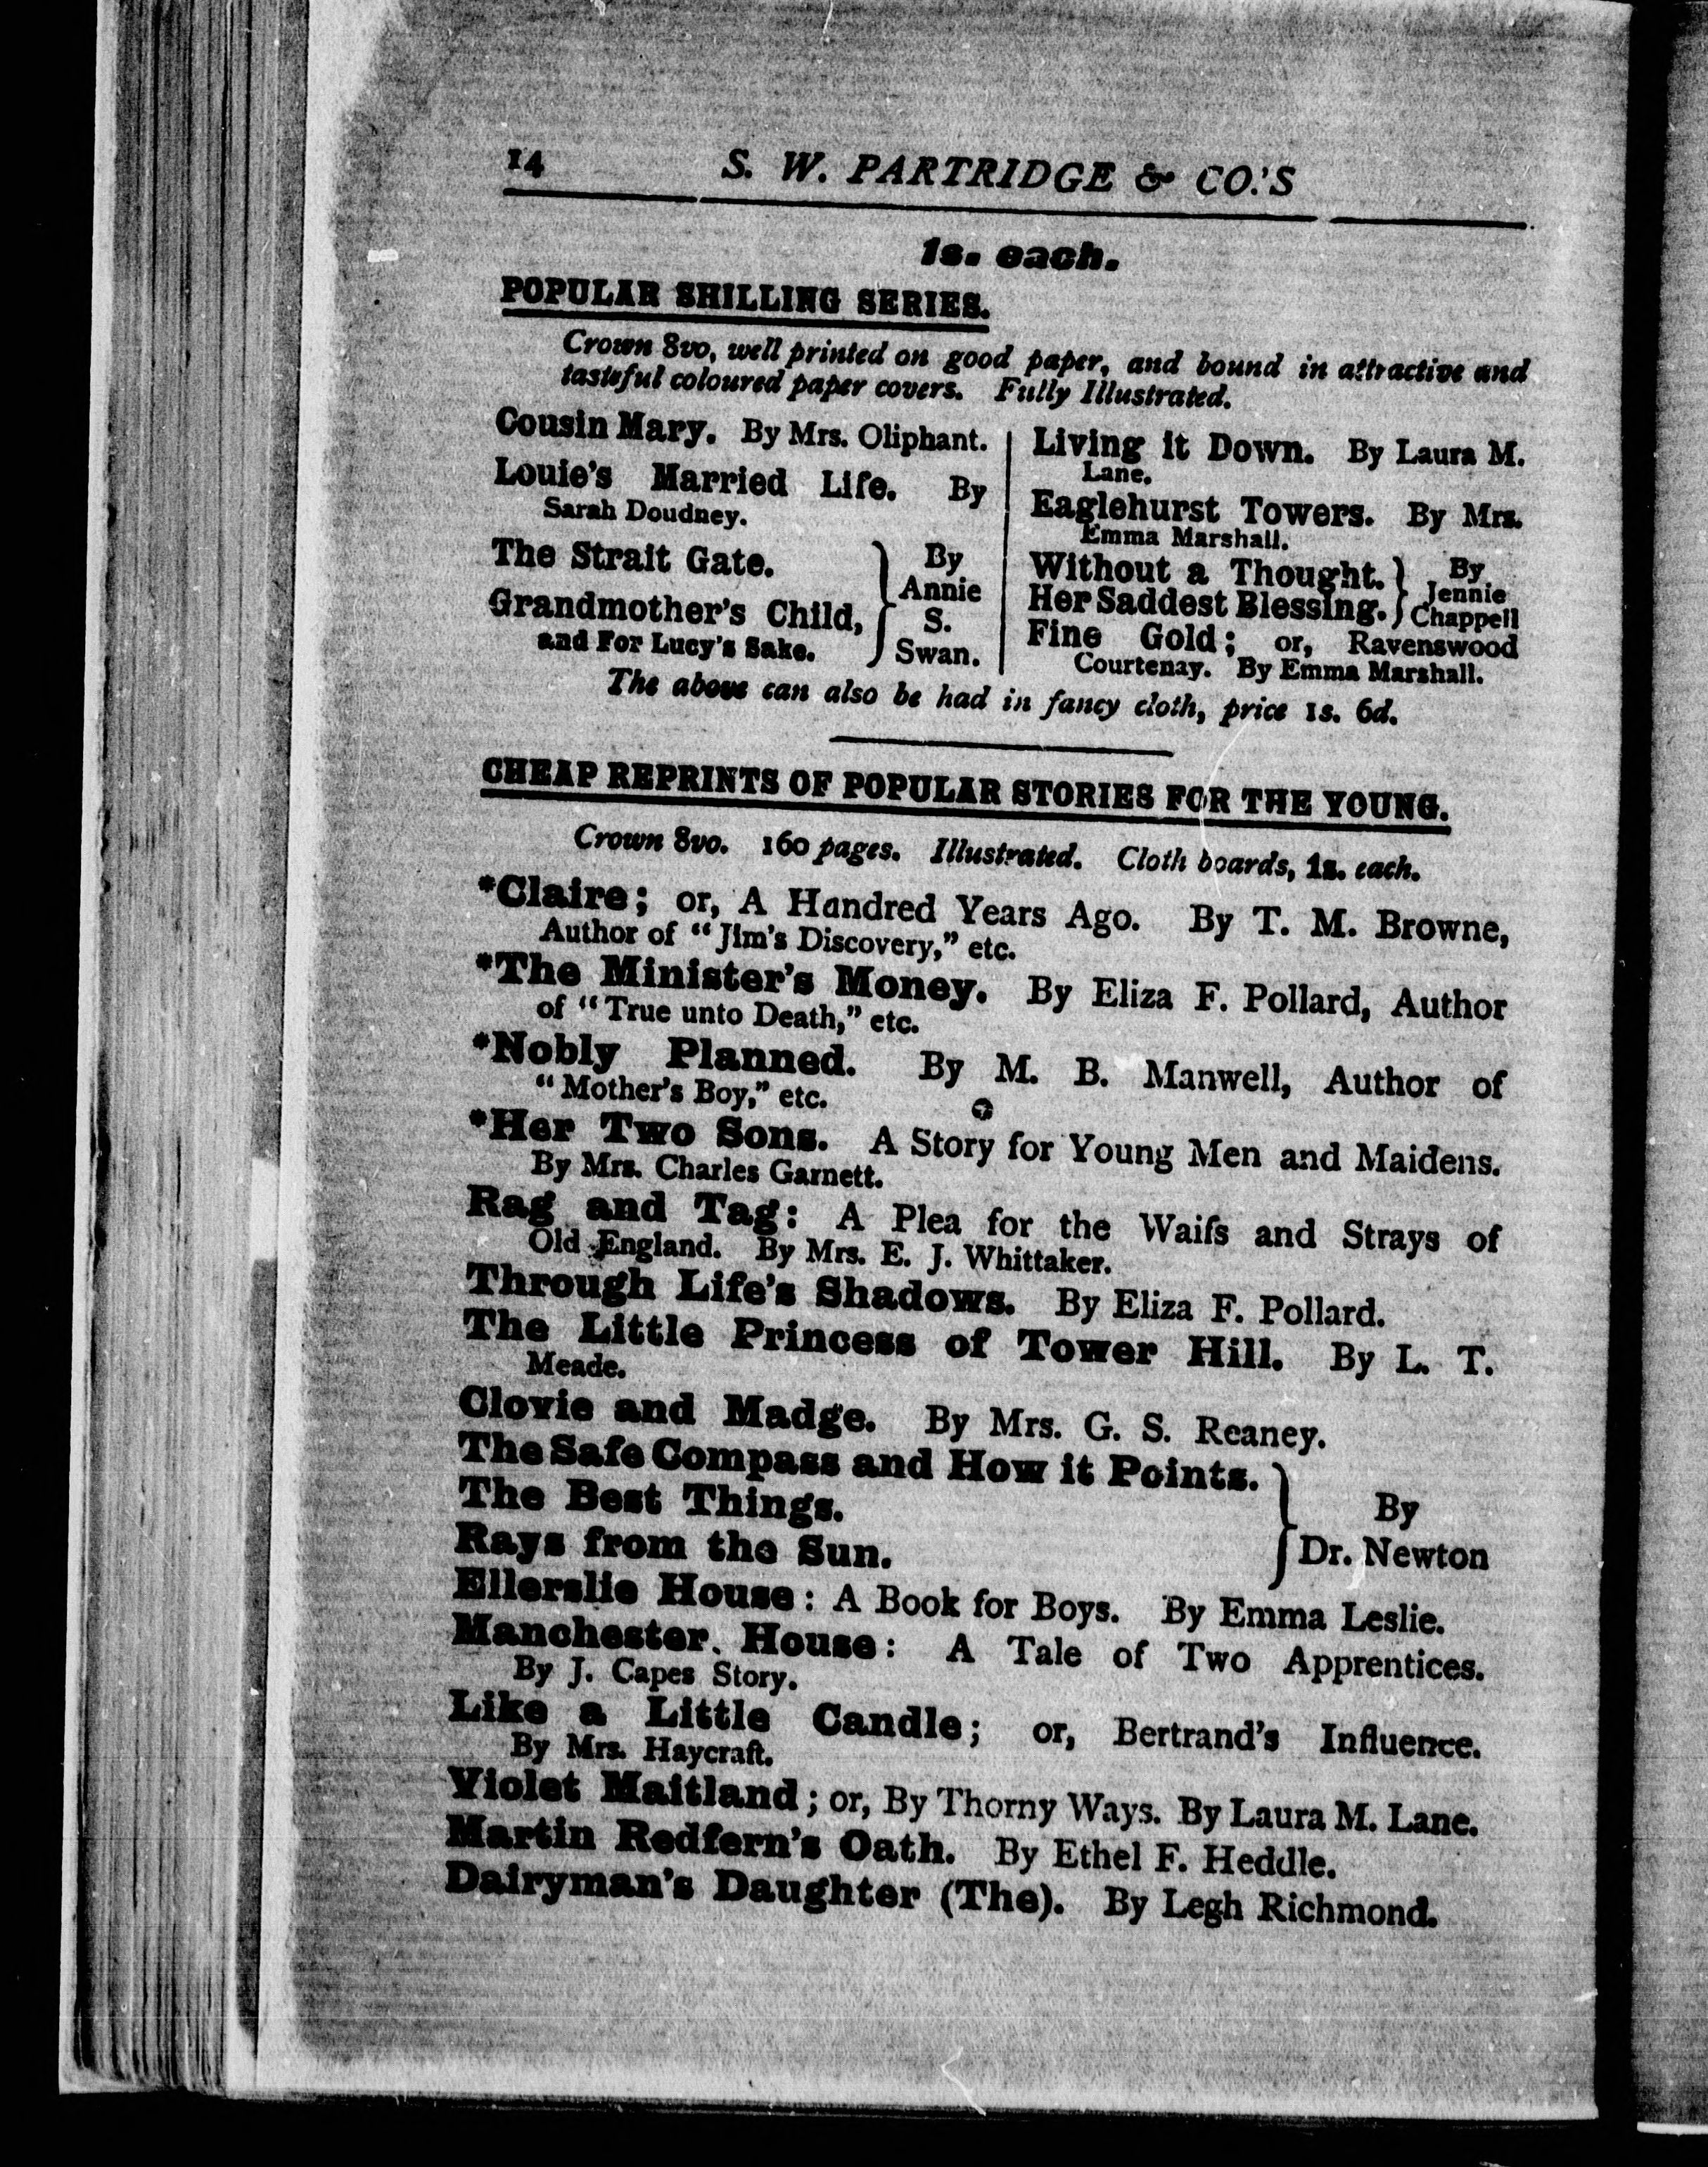 14 S. W. PARTRIDGE & CO.'S
1s. each.
POPULAR SHILLING SERIES.
Crown 8vo, well printed on good paper, and bound in attractive and
tasteful coloured paper covers. Fully Illustrated.
Cousin Mary. By Mrs. Oliphant.
Louie's Married Life. By
Sarah Doudney.
The Strait Gate.
Grandmother's Child,
and For Lucy's Sake.
By
Annie
S.
Swan.
Living it Down. By Laura M.
Lane.
Eaglehurst Towers. By Mrs.
Emma Marshall.
Without a Thought.
Her Saddest Blessing.
By
Jennie
Chappell
Fine Gold; or, Ravenswood
Courtenay. By Emma Marshall.
The above can also be had in fancy cloth, price 1s. 6d.
CHEAP REPRINTS OF POPULAR STORIES FOR THE YOUNG.
Crown 8vo. 160 pages. Illustrated. Cloth boards, 1s. each.
*Claire; or, A Hundred Years Ago. By T. M. Browne,
Author of "Jim's Discovery," etc.
*The Minister's Money. By Eliza F. Pollard, Author
of "True unto Death," etc.
*Nobly Planned. By M. B. Manwell, Author of
"Mother's Boy," etc.
*Her Two Sons. A Story for Young Men and Maidens.
By Mrs. Charles Garnett.
Rag and Tag: A Plea for the Waifs and Strays of
Old England. By Mrs. E. J. Whittaker.
Through Life's Shadows. By Eliza F. Pollard.
The Little Princess of Tower Hill. By L. T.
Meade.
Clovie and Madge. By Mrs. G. S. Reaney.
The Safe Compass and How it Points.
The Best Things.
Rays from the Sun.
By
Dr. Newton
Ellerslie House: A Book for Boys. By Emma Leslie.
Manchester House: A Tale of Two Apprentices.
By J. Capes Story.
Like a Little Candle; or, Bertrand's Influence.
By Mrs. Haycraft.
Violet Maitland; or, By Thorny Ways. By Laura M. Lane.
Martin Redfern's Oath. By Ethel F. Heddle.
Dairyman's Daughter (The). By Legh Richmond.